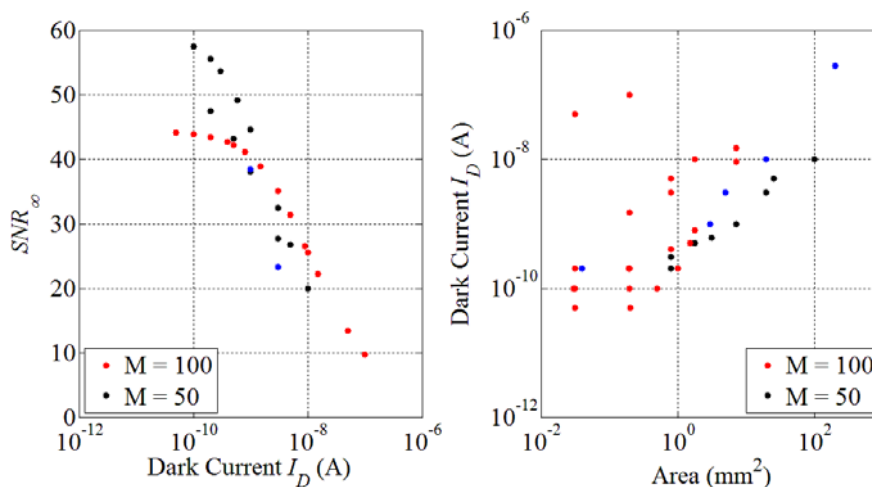 60
50
40
30
20
10
0
SNR∞
M = 100
M = 50
10^-12
10^-10
10^-8
10^-6
Dark Current I_D (A)
10^-6
10^-8
10^-10
10^-12
Dark Current I_D (A)
M = 100
M = 50
10^-2
10^0
10^2
Area (mm^2)